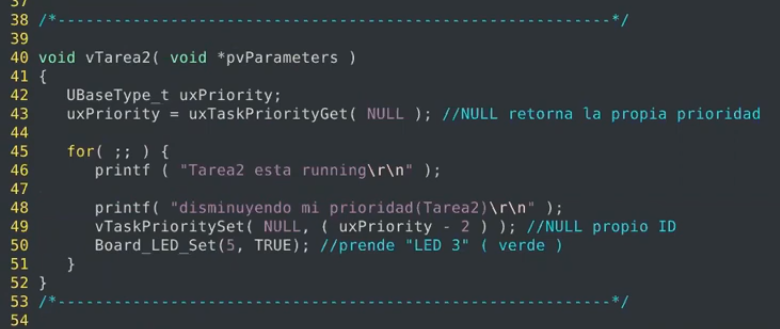 37
38 /*-------------------------------------------------------------*/
39
40 void vTarea2( void *pvParameters )
41 {
42    UBaseType_t uxPriority;
43    uxPriority = uxTaskPriorityGet( NULL ); //NULL retorna la propia prioridad
44
45    for( ;; ) {
46       printf ( "Tarea2 esta running\r\n" );
47
48       printf( "disminuyendo mi prioridad(Tarea2)\r\n" );
49       vTaskPrioritySet( NULL, ( uxPriority - 2 ) ); //NULL propio ID
50       Board_LED_Set(5, TRUE); //prende "LED 3" ( verde )
51    }
52 }
53 /*-------------------------------------------------------------*/
54